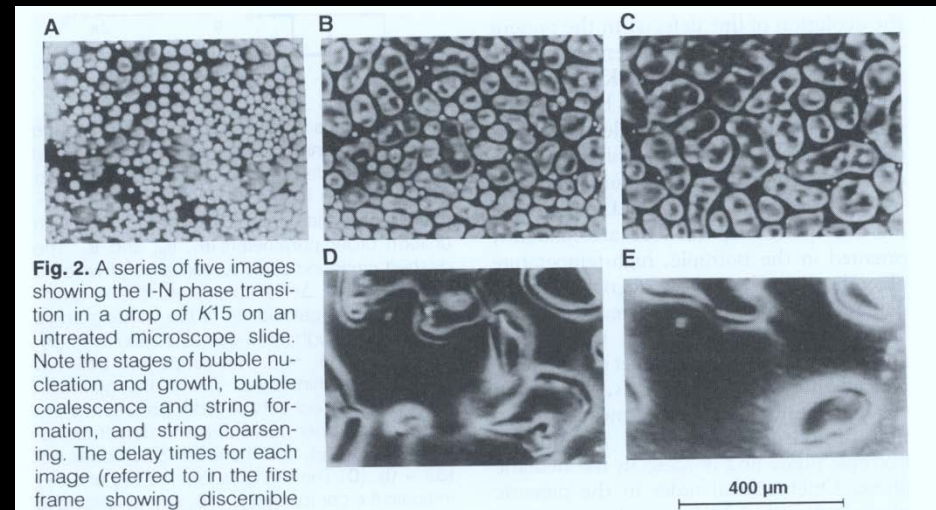 A
B
C
D
E
Fig. 2. A series of five images
showing the I-N phase transi-
tion in a drop of K15 on an
untreated microscope slide.
Note the stages of bubble nu-
cleation and growth, bubble
coalescence and string for-
mation, and string coarsen-
ing. The delay times for each
image (referred to in the first
frame showing discernible
400 μm